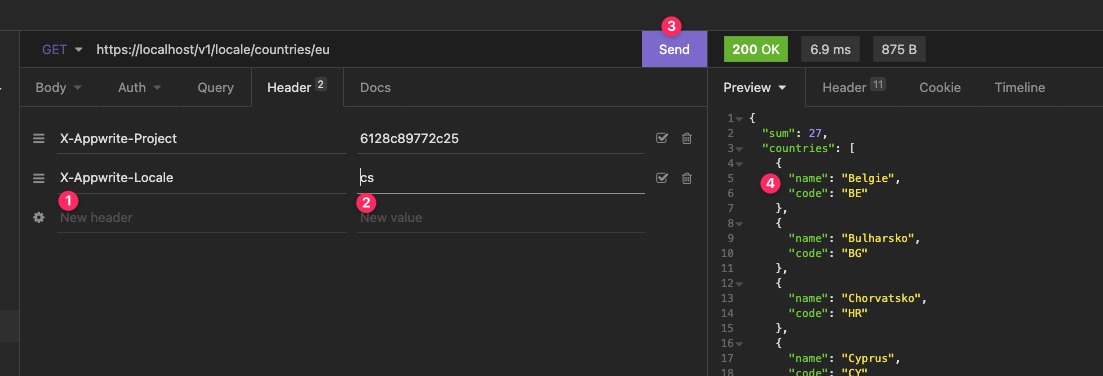 3
GET https://localhost/v1/locale/countries/eu Send 200 OK 6.9 ms 875 B
Body Auth Query Header 2 Docs Preview Header 11 Cookie Timeline
X-Appwrite-Project 6128c89772c25
X-Appwrite-Locale cs
1 2
New header New value
1 {
2 "sum": 27,
3 "countries": [
4 {
4
5 "name": "Belgie",
6 "code": "BE"
7 },
8 {
9 "name": "Bulharsko",
10 "code": "BG"
11 },
12 {
13 "name": "Chorvatsko",
14 "code": "HR"
15 },
16 {
17 "name": "Cyprus",
18 "code": "CY"